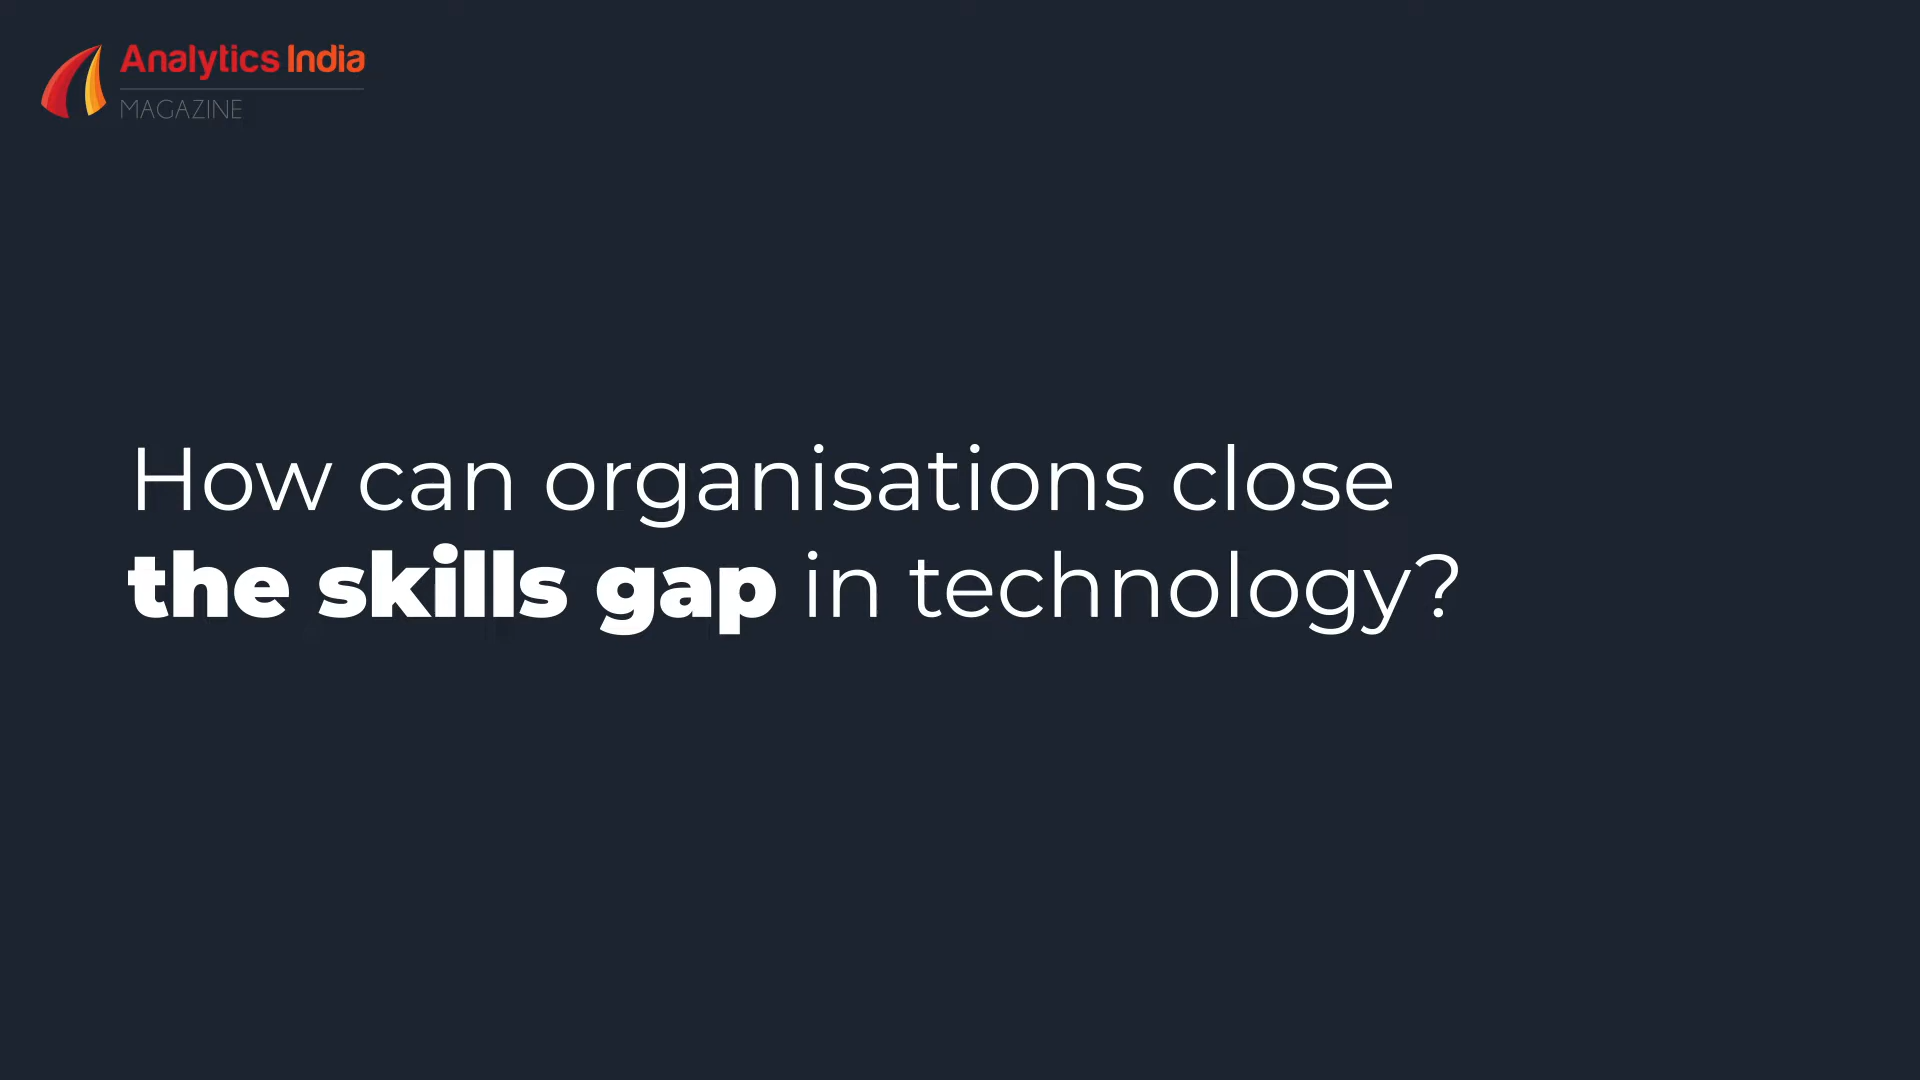 Analytics India
MAGAZINE
How can organisations close
the skills gap in technology?